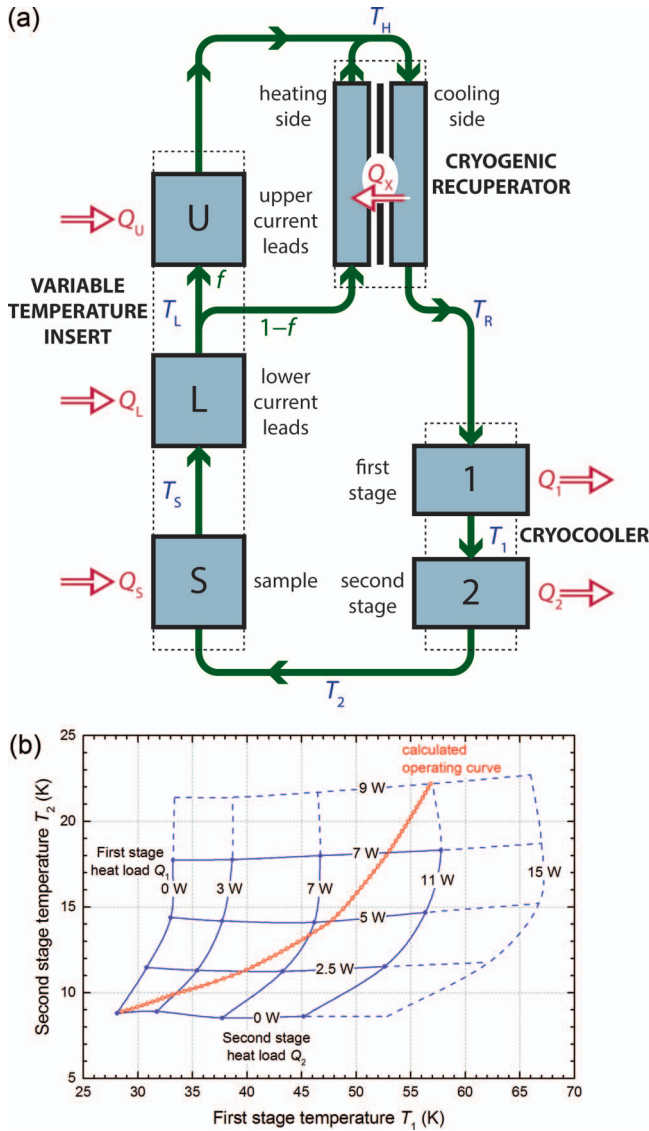 (a)
T_H
heating
side
cooling
side
Q_X
CRYOGENIC
RECUPERATOR
Q_U
U
upper
current
leads
f
VARIABLE
TEMPERATURE
INSERT
T_L
1–f
T_R
Q_L
L
lower
current
leads
first
stage
1
Q_1
T_S
T_1
CRYOCOOLER
Q_S
S
sample
second
stage
2
Q_2
T_2
(b)
25
20
15
10
5
Second stage temperature T_2 (K)
calculated
operating curve
9 W
First stage
heat load Q_1
0 W
3 W
7 W
7 W
11 W
15 W
5 W
2.5 W
0 W
Second stage
heat load Q_2
25 30 35 40 45 50 55 60 65 70
First stage temperature T_1 (K)